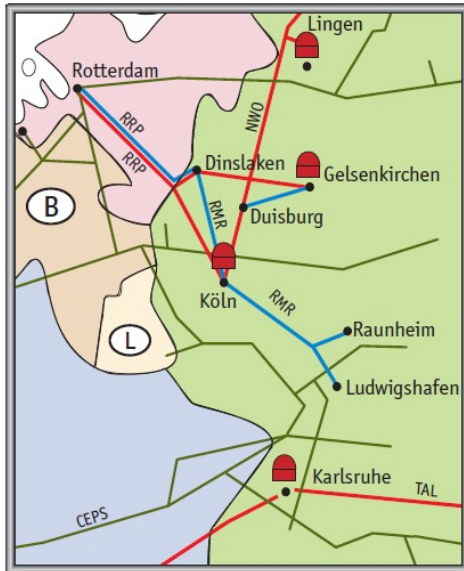 Lingen
Rotterdam
NWO
RRP
RRP
Dinslaken
Gelsenkirchen
B
RMR
Duisburg
Köln
RMR
L
Raunheim
Ludwigshafen
Karlsruhe
TAL
CEPS